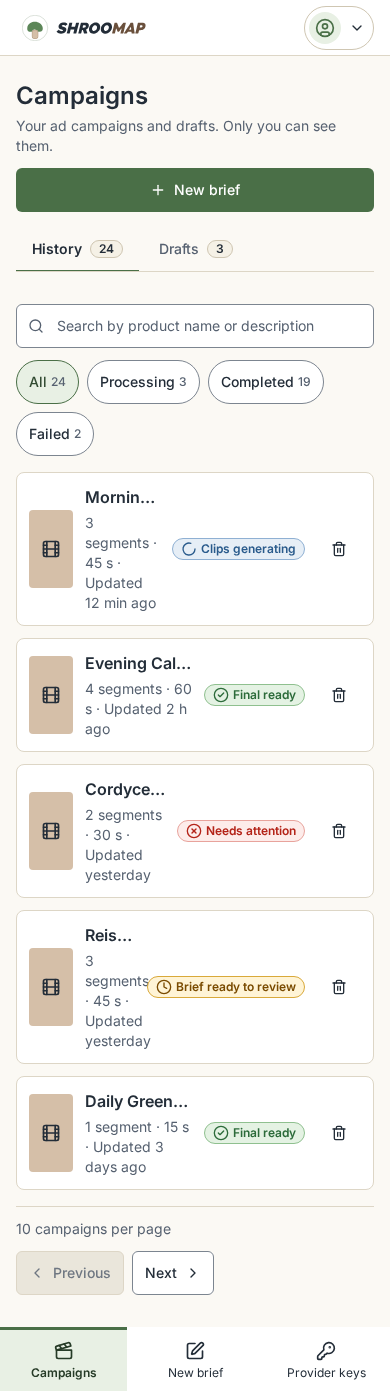 SHROOMAP
Campaigns
Your ad campaigns and drafts. Only you can see
them.
New brief
History 24
Drafts 3
Search by product name or description
All 24
Processing 3
Completed 19
Failed 2
Mornin...
3
segments ·
45 s ·
Updated
12 min ago
Clips generating
Evening Cal...
4 segments · 60
s · Updated 2 h
ago
Final ready
Cordyce...
2 segments
· 30 s ·
Updated
yesterday
Needs attention
Reis...
3
segments
· 45 s ·
Updated
yesterday
Brief ready to review
Daily Green...
1 segment · 15 s
· Updated 3
days ago
Final ready
10 campaigns per page
Previous
Next
Campaigns
New brief
Provider keys